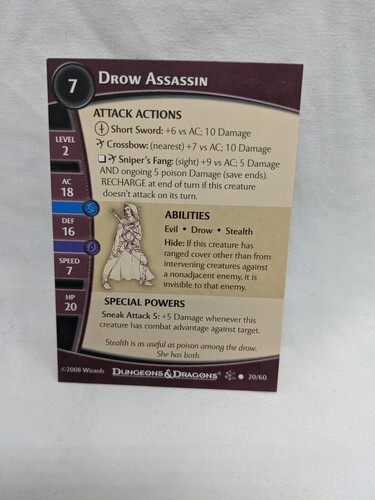 7
DROW ASSASSIN
ATTACK ACTIONS
Short Sword: +6 vs AC; 10 Damage
Crossbow: (nearest) +7 vs AC; 10 Damage
Sniper's Fang: (sight) +9 vs AC; 5 Damage
AND ongoing 5 poison Damage (save ends).
RECHARGE at end of turn if this creature
doesn't attack on its turn.
LEVEL
2
AC
18
DEF
16
SPEED
7
HP
20
ABILITIES
Evil • Drow • Stealth
Hide: If this creature has
ranged cover other than from
intervening creatures against
a nonadjacent enemy, it is
invisible to that enemy.
SPECIAL POWERS
Sneak Attack 5: +5 Damage whenever this
creature has combat advantage against target.
Stealth is as useful as poison among the drow.
She has both.
©2008 Wizards
DUNGEONS & DRAGONS®
20/60